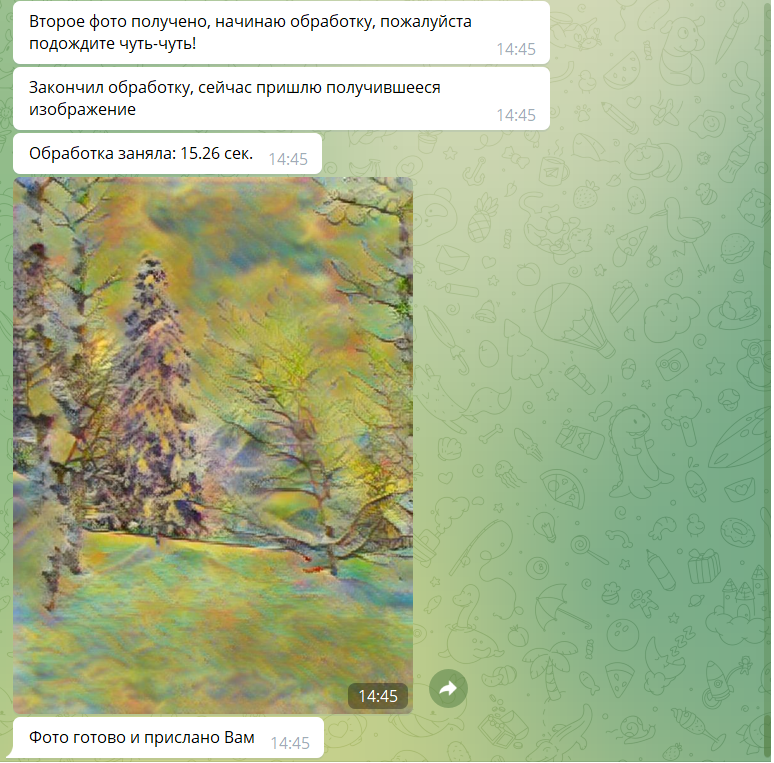 Второе фото получено, начинаю обработку, пожалуйста
подождите чуть-чуть!
14:45
Закончил обработку, сейчас пришлю получившееся
изображение
14:45
Обработка заняла: 15.26 сек.
14:45
14:45
Фото готово и прислано Вам
14:45